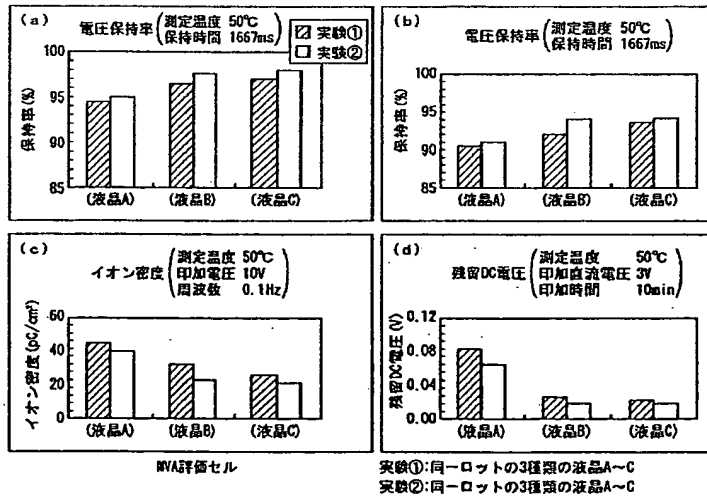 (a)
電圧保持率(測定温度 50℃
保持時間 1667ms)
実験①
実験②
保持率(%)
100
95
90
85
(液晶A) (液晶B) (液晶C)
(b)
電圧保持率(測定温度 50℃
保持時間 1667ms)
保持率(%)
100
95
90
85
(液晶A) (液晶B) (液晶C)
(c)
イオン密度(測定温度 50℃
印加電圧 10V
周波数 0.1Hz)
イオン密度(pC/cm²)
60
40
20
0
(液晶A) (液晶B) (液晶C)
(d)
残留DC電圧(測定温度 50℃
印加直流電圧 3V
印加時間 10min)
残留DC電圧(V)
0.12
0.08
0.04
0.00
(液晶A) (液晶B) (液晶C)
MVA評価セル
実験①:同一ロットの3種類の液晶A～C
実験②:同一ロットの3種類の液晶A～C